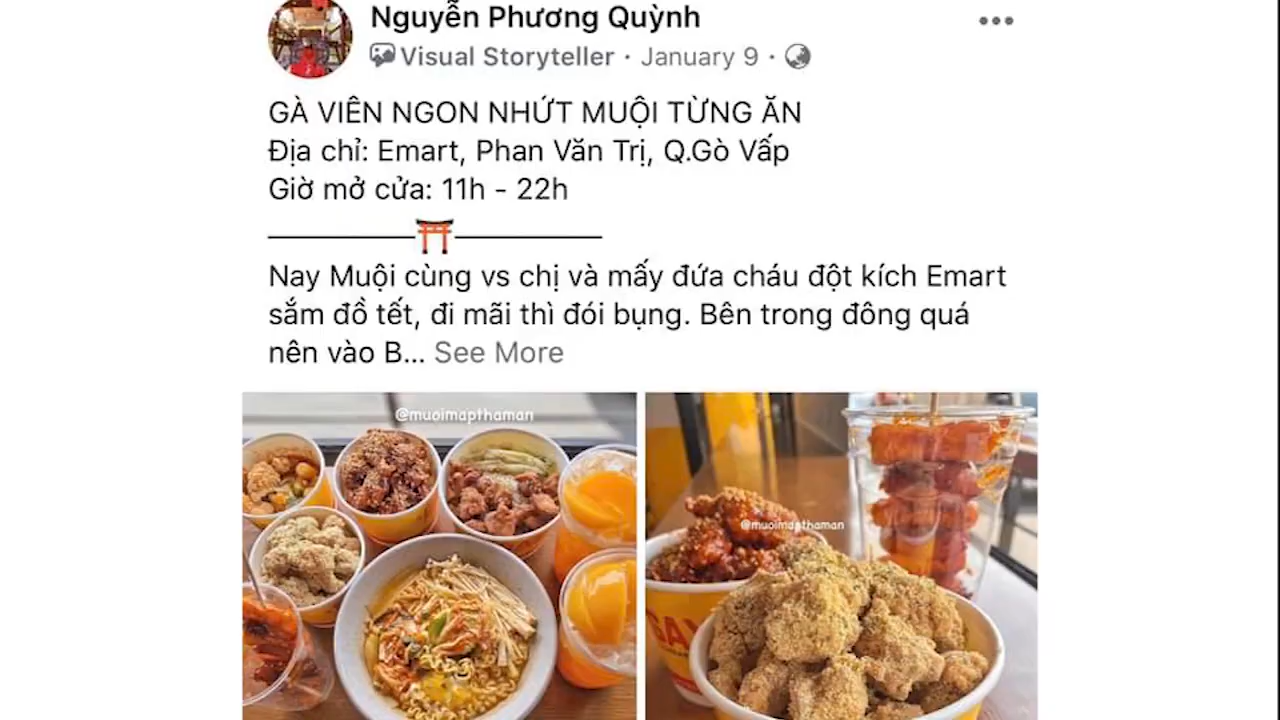 Nguyễn Phương Quỳnh
Visual Storyteller · January 9 ·
GÀ VIÊN NGON NHỨT MUỘI TỪNG ĂN
Địa chỉ: Emart, Phan Văn Trị, Q.Gò Vấp
Giờ mở cửa: 11h - 22h
Nay Muội cùng vs chị và mấy đứa cháu đột kích Emart
sắm đồ tết, đi mãi thì đói bụng. Bên trong đông quá
nên vào B... See More
@muoimapthaman
@muoimapthaman